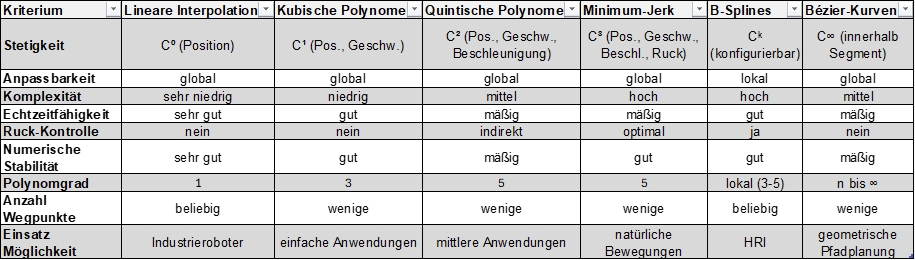 Kriterium Lineare Interpolation Kubische Polynome Quintische Polynome Minimum-Jerk B-Splines Bézier-Kurven
Stetigkeit C⁰ (Position) C¹ (Pos., Geschw.) C² (Pos., Geschw., Beschleunigung) C³ (Pos., Geschw., Beschl., Ruck) Cᵏ (konfigurierbar) C∞ (innerhalb Segment)
Anpassbarkeit global global global global lokal global
Komplexität sehr niedrig niedrig mittel hoch hoch mittel
Echtzeitfähigkeit sehr gut gut mäßig mäßig gut mäßig
Ruck-Kontrolle nein nein indirekt optimal ja nein
Numerische Stabilität sehr gut gut mäßig gut gut mäßig
Polynomgrad 1 3 5 5 lokal (3-5) n bis ∞
Anzahl Wegpunkte beliebig wenige wenige wenige beliebig wenige
Einsatz Möglichkeit Industrieroboter einfache Anwendungen mittlere Anwendungen natürliche Bewegungen HRI geometrische Pfadplanung